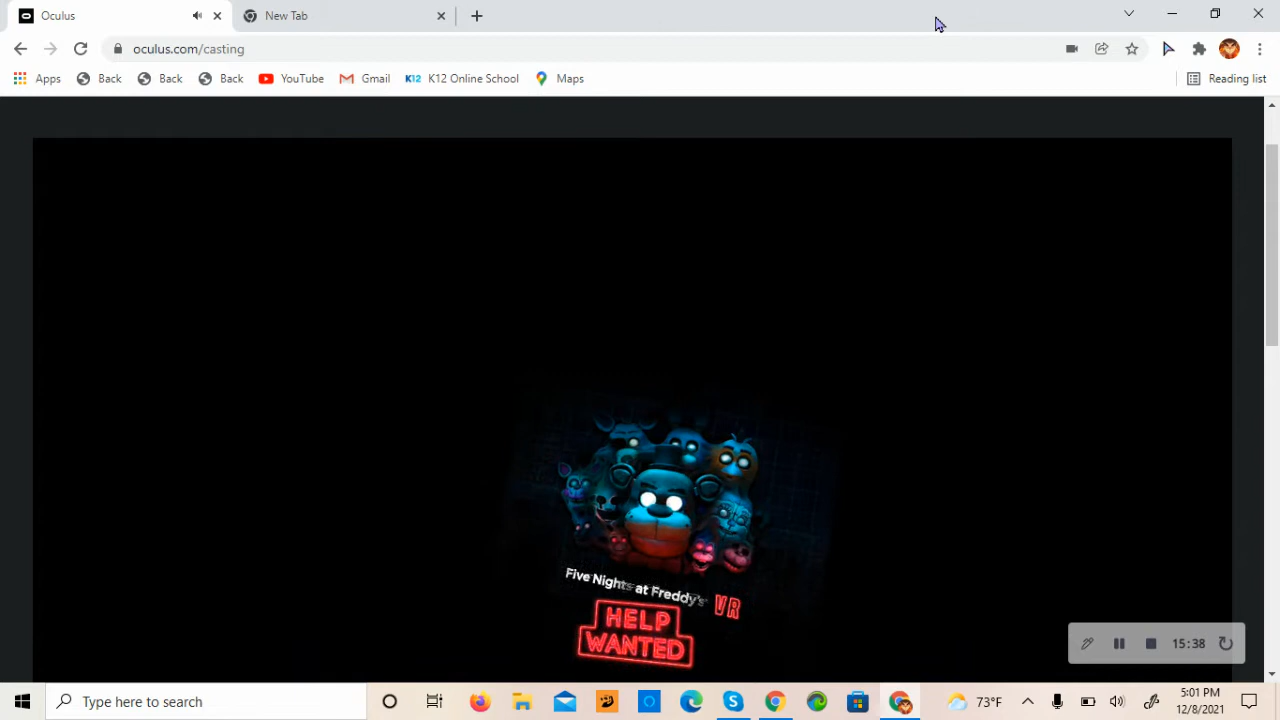 Oculus
New Tab
oculus.com/casting
Apps
Back
Back
Back
YouTube
Gmail
K12 K12 Online School
Maps
Reading list
Five Nights at Freddy's VR
HELP
WANTED
15:38
Type here to search
73°F
5:01 PM
12/8/2021